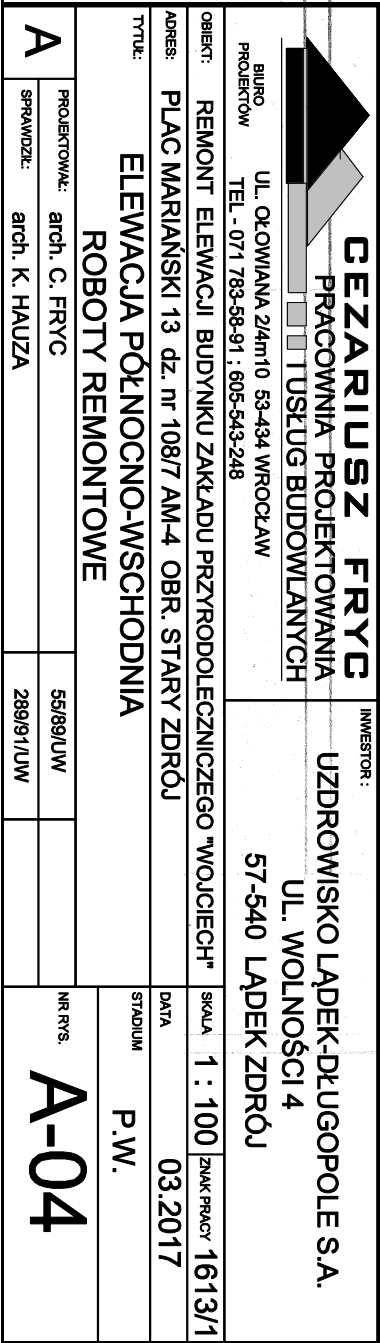 CEZARIUSZ FRYC
PRACOWNIA PROJEKTOWANIA
I USŁUG BUDOWLANYCH
BIURO
PROJEKTÓW
UL. OŁOWIANA 2/4m10 53-434 WROCŁAW
TEL - 071 783-58-91 ; 605-543-248
INWESTOR :
UZDROWISKO LĄDEK-DŁUGOPOLE S.A.
UL. WOLNOŚCI 4
57-540 LĄDEK ZDRÓJ
OBIEKT: REMONT ELEWACJI BUDYNKU ZAKŁADU PRZYRODOLECZNICZEGO "WOJCIECH"
SKALA 1 : 100
ZNAK PRACY 1613/1
ADRES: PLAC MARIAŃSKI 13 dz. nr 108/7 AM-4 OBR. STARY ZDRÓJ
DATA 03.2017
TYTUŁ: ELEWACJA PÓŁNOCNO-WSCHODNIA
ROBOTY REMONTOWE
STADIUM P.W.
A
PROJEKTOWAŁ: arch. C. FRYC 55/89/UW
SPRAWDZIŁ: arch. K. HAUZA 289/91/UW
NR RYS. A-04